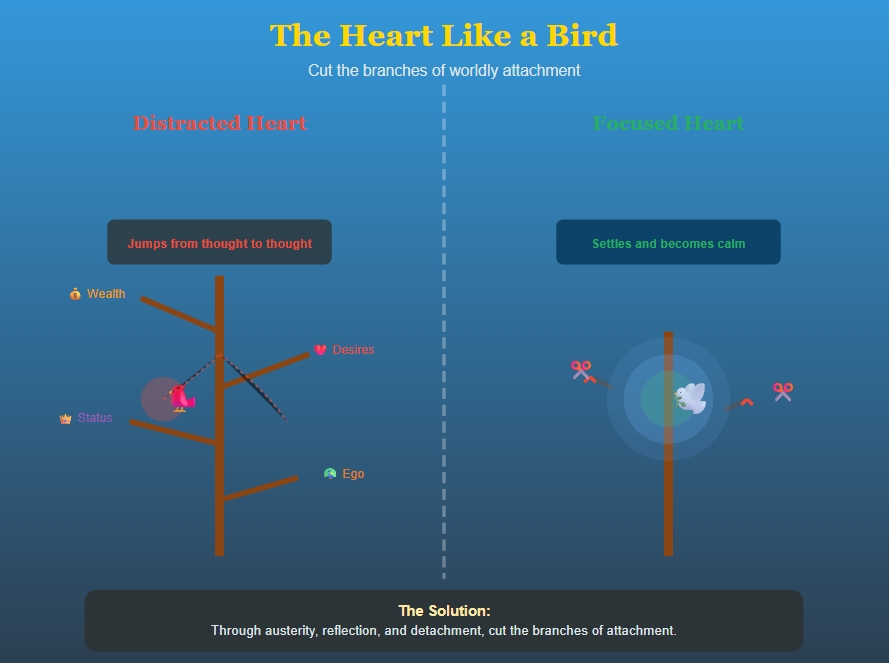 The Heart Like a Bird
Cut the branches of worldly attachment
Distracted Heart
Focused Heart
Jumps from thought to thought
Settles and becomes calm
Wealth
Desires
Status
Ego
The Solution:
Through austerity, reflection, and detachment, cut the branches of attachment.